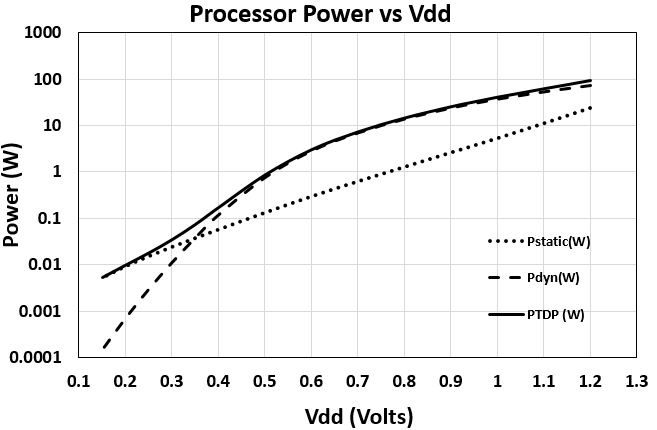 Processor Power vs Vdd
1000
100
10
1
0.1
0.01
0.001
0.0001
Power (W)
Pstatic(W)
Pdyn(W)
PTDP (W)
0.1 0.2 0.3 0.4 0.5 0.6 0.7 0.8 0.9 1 1.1 1.2 1.3
Vdd (Volts)